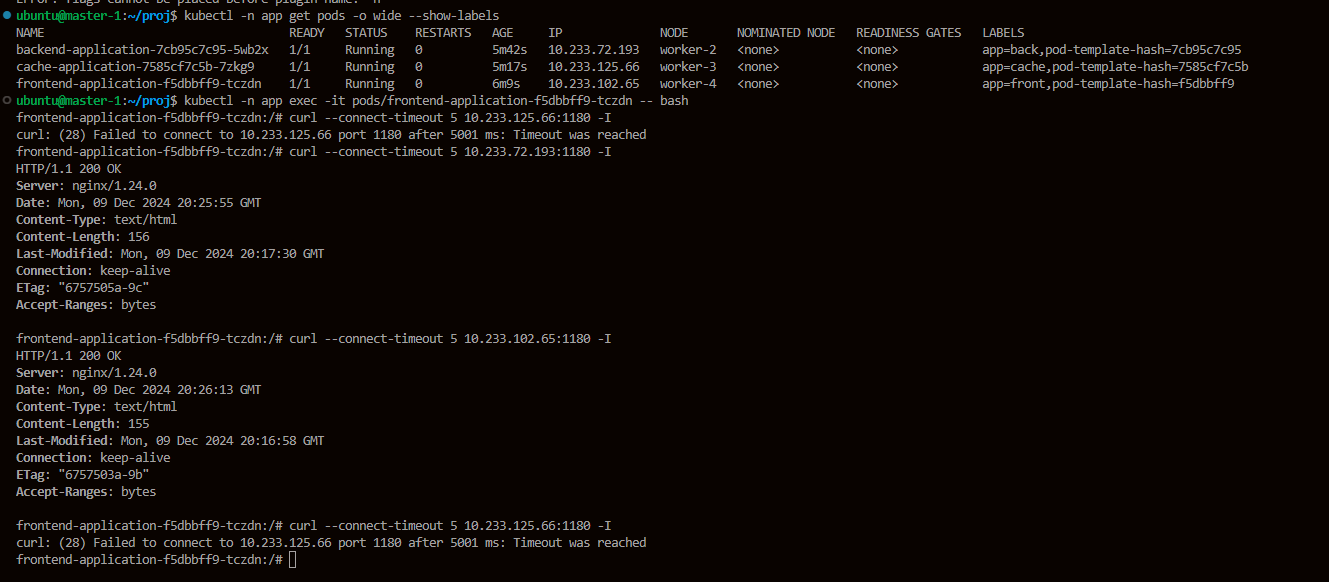 Error: flags cannot be placed before plugin name: -n
ubuntu@master-1:~/proj$ kubectl -n app get pods -o wide --show-labels
NAME READY STATUS RESTARTS AGE IP NODE NOMINATED NODE READINESS GATES LABELS
backend-application-7cb95c7c95-5wb2x 1/1 Running 0 5m42s 10.233.72.193 worker-2 <none> <none> app=back,pod-template-hash=7cb95c7c95
cache-application-7585cf7c5b-7zkg9 1/1 Running 0 5m17s 10.233.125.66 worker-3 <none> <none> app=cache,pod-template-hash=7585cf7c5b
frontend-application-f5dbbff9-tczdn 1/1 Running 0 6m9s 10.233.102.65 worker-4 <none> <none> app=front,pod-template-hash=f5dbbff9
ubuntu@master-1:~/proj$ kubectl -n app exec -it pods/frontend-application-f5dbbff9-tczdn -- bash
frontend-application-f5dbbff9-tczdn:/# curl --connect-timeout 5 10.233.125.66:1180 -I
curl: (28) Failed to connect to 10.233.125.66 port 1180 after 5001 ms: Timeout was reached
frontend-application-f5dbbff9-tczdn:/# curl --connect-timeout 5 10.233.72.193:1180 -I
HTTP/1.1 200 OK
Server: nginx/1.24.0
Date: Mon, 09 Dec 2024 20:25:55 GMT
Content-Type: text/html
Content-Length: 156
Last-Modified: Mon, 09 Dec 2024 20:17:30 GMT
Connection: keep-alive
ETag: "6757505a-9c"
Accept-Ranges: bytes
frontend-application-f5dbbff9-tczdn:/# curl --connect-timeout 5 10.233.102.65:1180 -I
HTTP/1.1 200 OK
Server: nginx/1.24.0
Date: Mon, 09 Dec 2024 20:26:13 GMT
Content-Type: text/html
Content-Length: 155
Last-Modified: Mon, 09 Dec 2024 20:16:58 GMT
Connection: keep-alive
ETag: "6757503a-9b"
Accept-Ranges: bytes
frontend-application-f5dbbff9-tczdn:/# curl --connect-timeout 5 10.233.125.66:1180 -I
curl: (28) Failed to connect to 10.233.125.66 port 1180 after 5001 ms: Timeout was reached
frontend-application-f5dbbff9-tczdn:/#